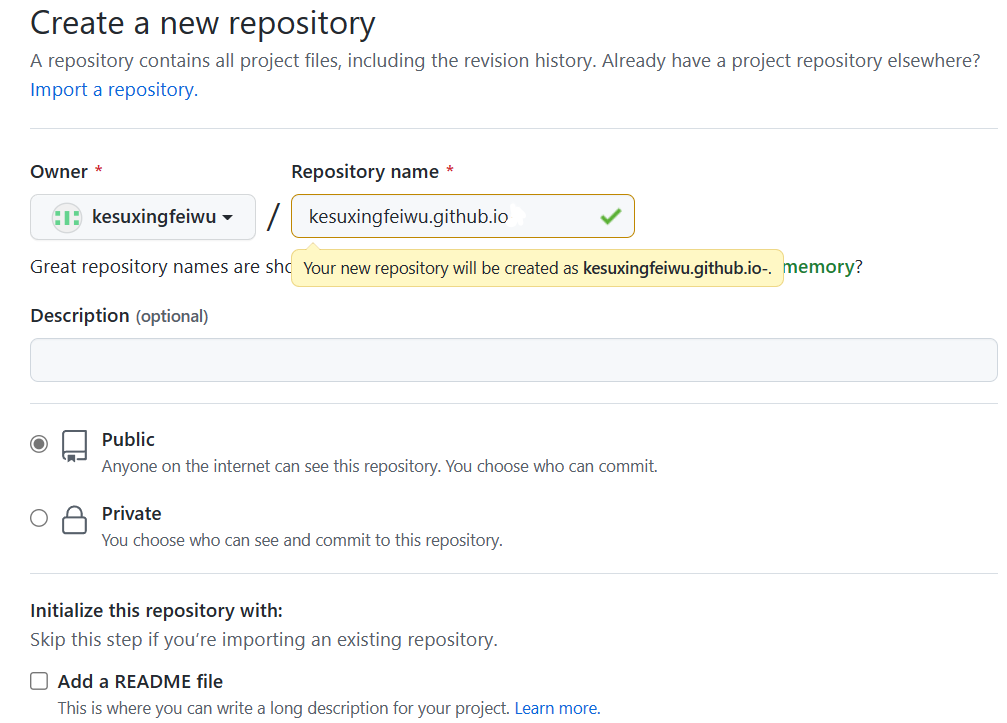 Create a new repository
A repository contains all project files, including the revision history. Already have a project repository elsewhere?
Import a repository.
Owner *
Repository name *
kesuxingfeiwu
/
kesuxingfeiwu.github.io
Great repository names are sho
Your new repository will be created as kesuxingfeiwu.github.io-.
memory?
Description (optional)
Public
Anyone on the internet can see this repository. You choose who can commit.
Private
You choose who can see and commit to this repository.
Initialize this repository with:
Skip this step if you’re importing an existing repository.
Add a README file
This is where you can write a long description for your project. Learn more.